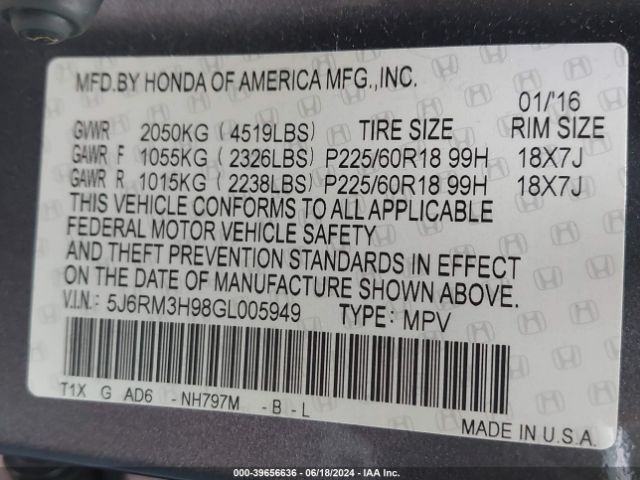 MFD.BY HONDA OF AMERICA MFG.,INC.
01/'16
GVWR 2050KG (4519LBS) TIRE SIZE RIM SIZE
GAWR F 1055KG (2326LBS) P225/60R18 99H 18X7J
GAWR R 1015KG (2238LBS) P225/60R18 99H 18X7J
THIS VEHICLE CONFORMS TO ALL APPLICABLE
FEDERAL MOTOR VEHICLE SAFETY
AND THEFT PREVENTION STANDARDS IN EFFECT
ON THE DATE OF MANUFACTURE SHOWN ABOVE.
V.I.N.: 5J6RM3H98GL005949 TYPE: MPV
T1X G AD6 - NH797M - B - L
MADE IN U.S.A.
000-39656636 - 06/18/2024 - IAA Inc.